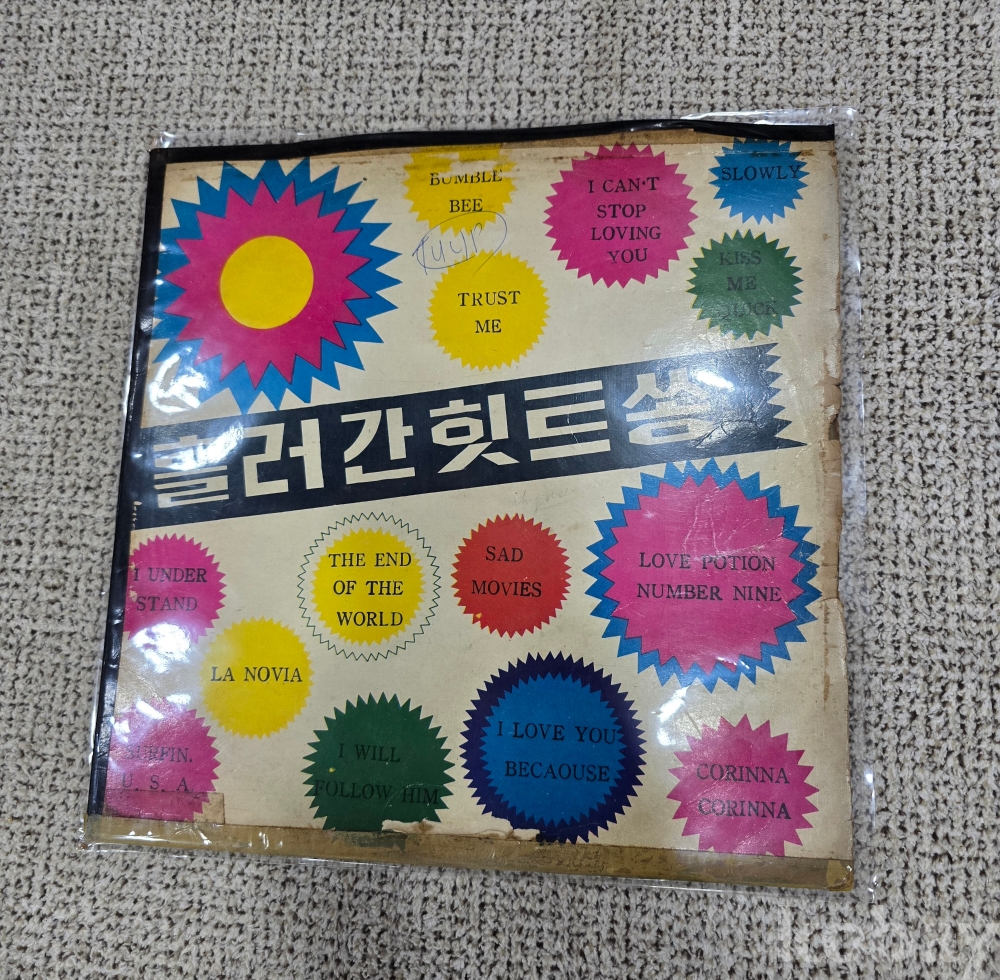 BUMBLE
BEE
I CAN·T
STOP
LOVING
YOU
SLOWLY
TRUST
ME
KISS
ME
흘러간 힛트쏭
I UNDER
STAND
THE END
OF THE
WORLD
SAD
MOVIES
LOVE POTION
NUMBER NINE
LA NOVIA
SURFIN.
U. S. A.
I WILL
FOLLOW HIM
I LOVE YOU
BECAOUSE
CORINNA
CORINNA